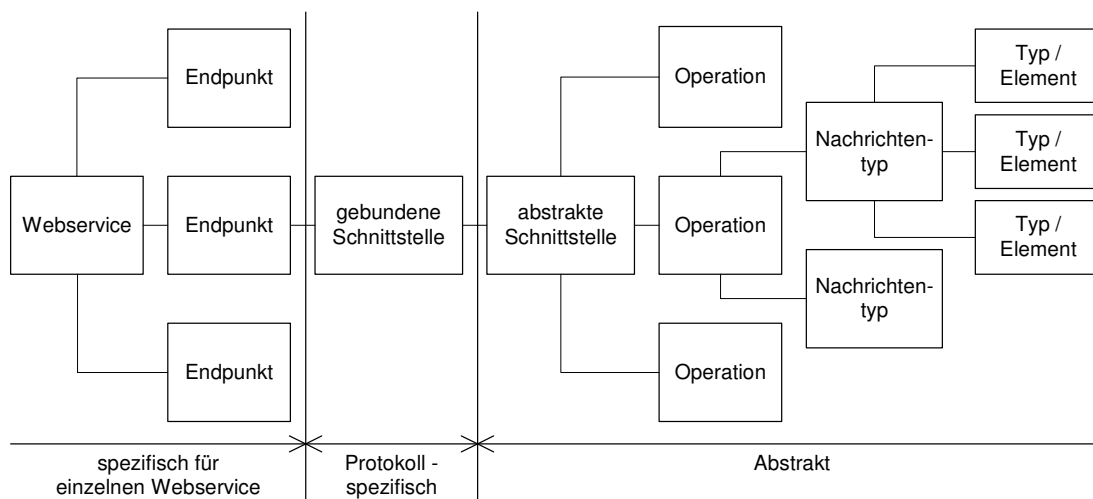 Endpunkt
Operation
Typ /
Element
Nachrichten-
typ
Typ /
Element
Webservice
Endpunkt
gebundene
Schnittstelle
abstrakte
Schnittstelle
Operation
Typ /
Element
Nachrichten-
typ
Endpunkt
Operation
spezifisch für
einzelnen Webservice
Protokoll -
spezifisch
Abstrakt